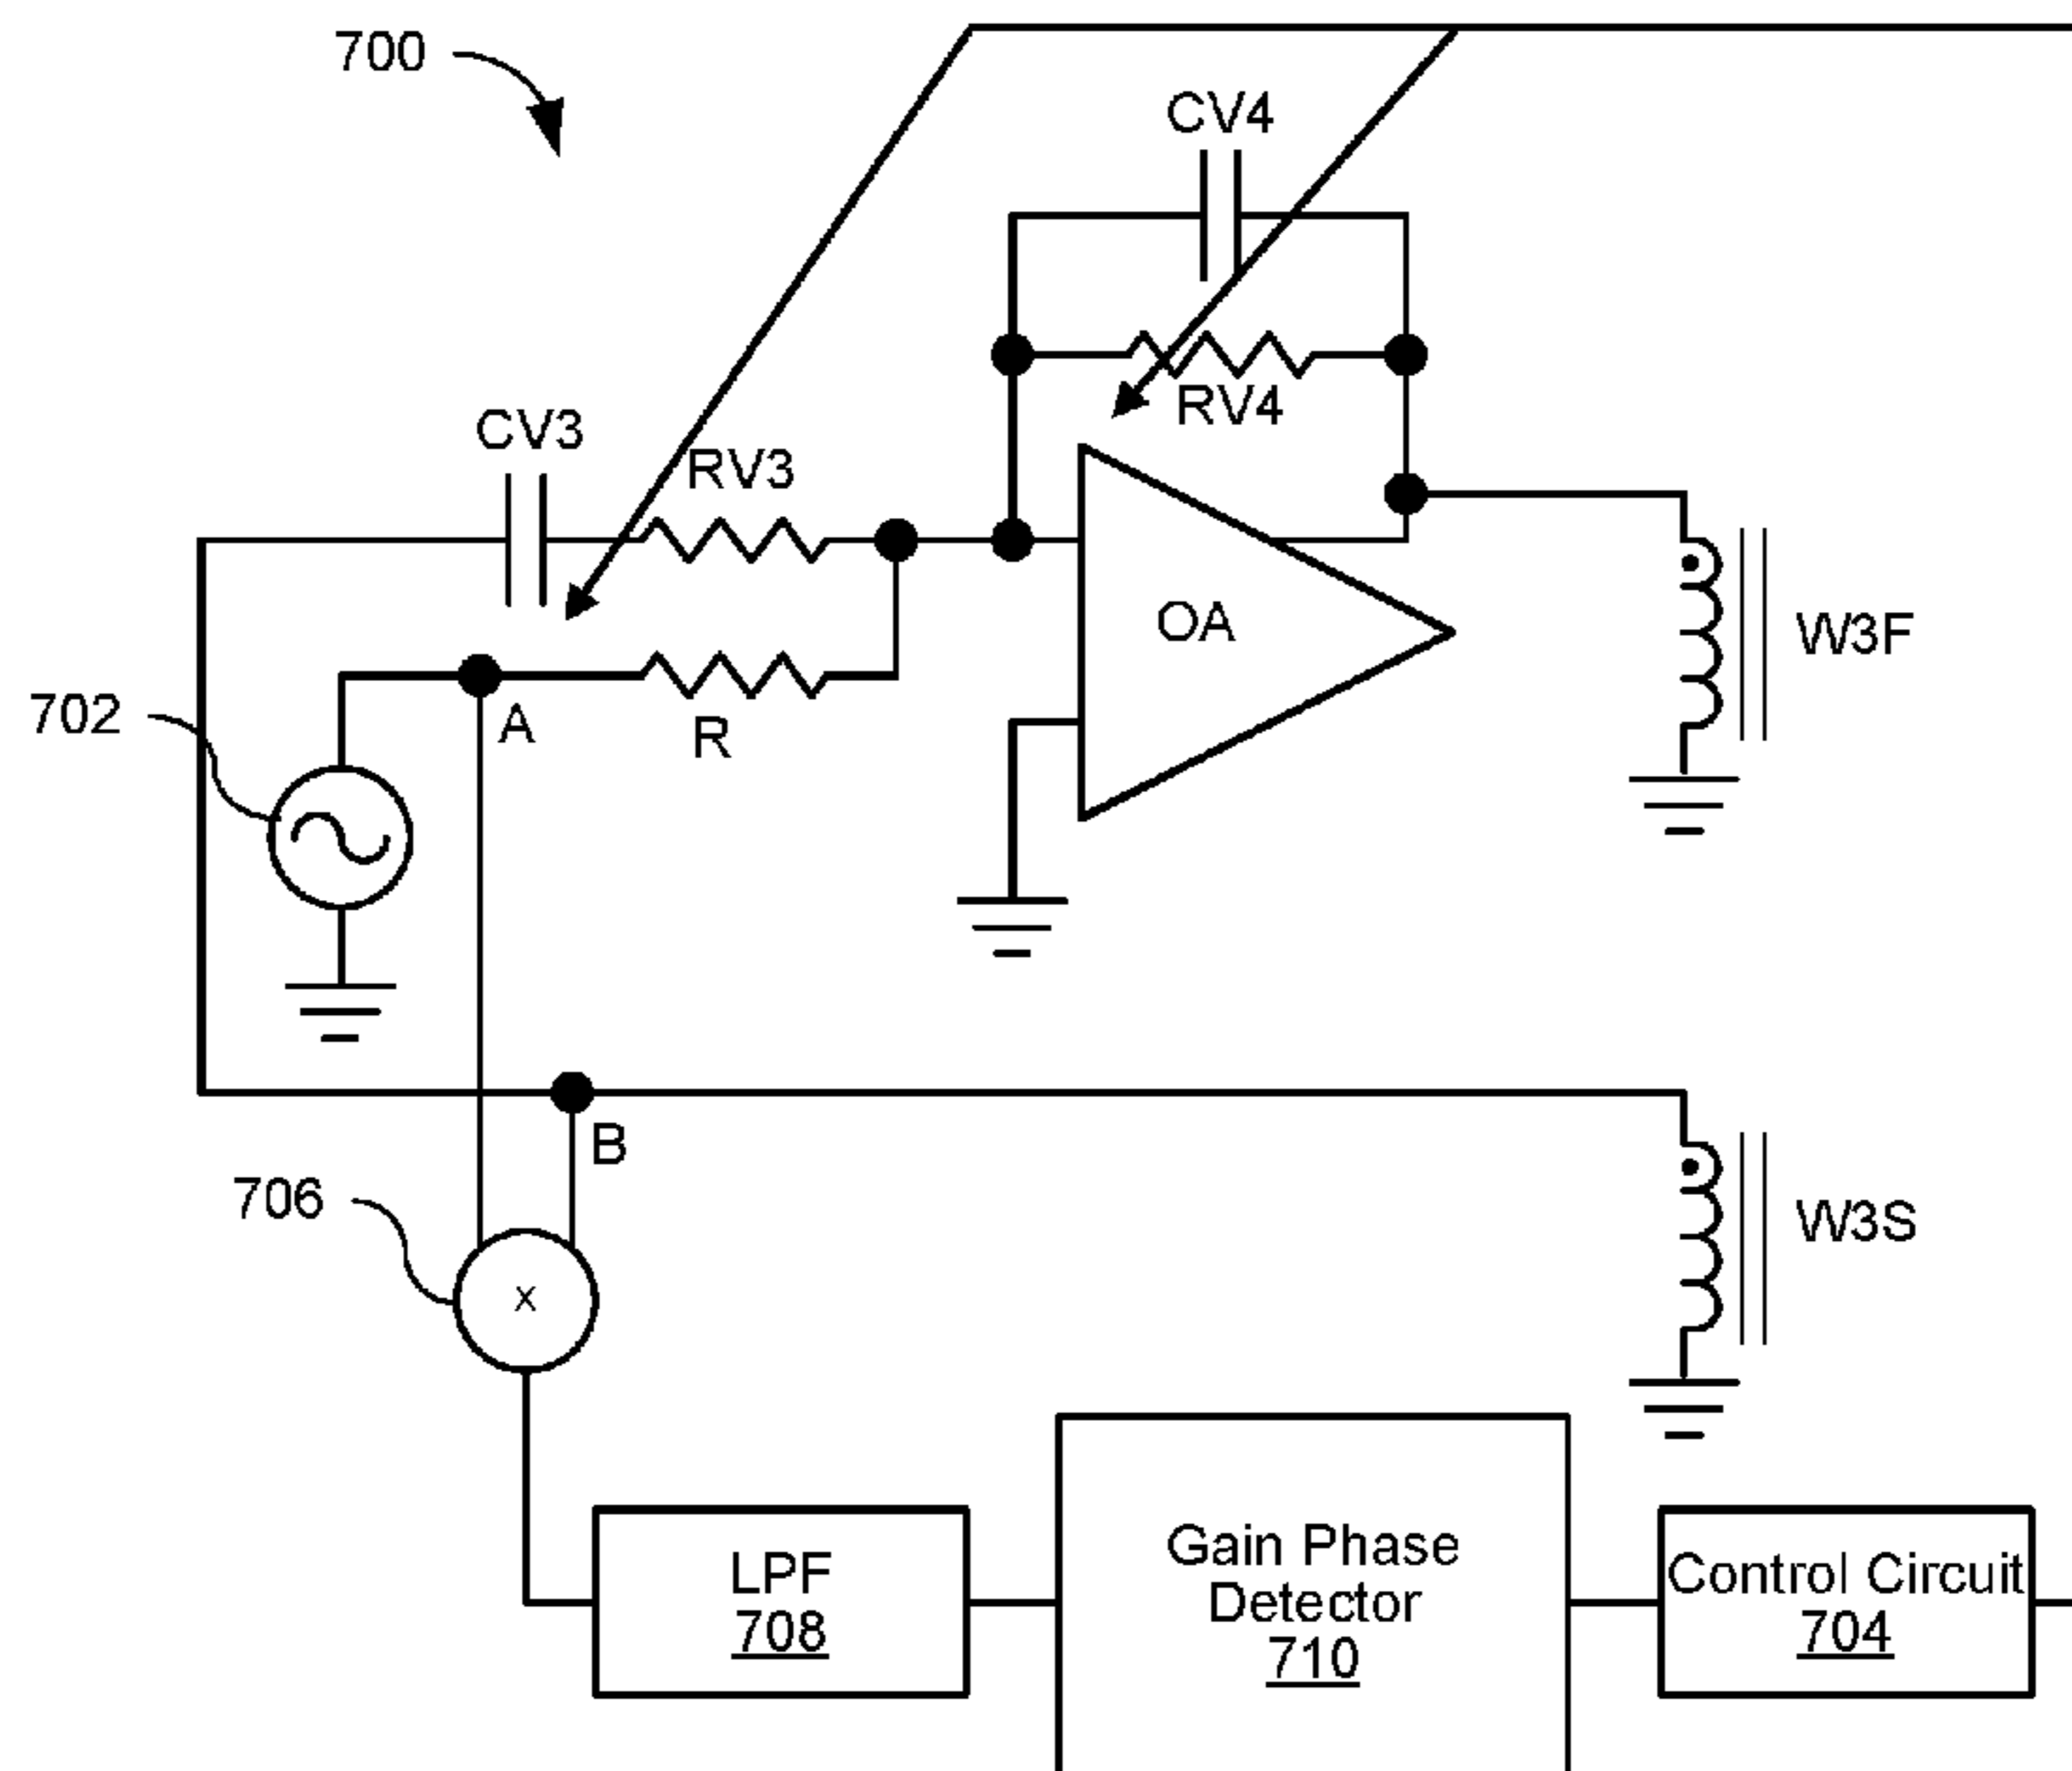 700
CV4
RV4
CV3
RV3
OA
W3F
702
A
R
B
W3S
706
x
LPF
708
Gain Phase
Detector
710
Control Circuit
704